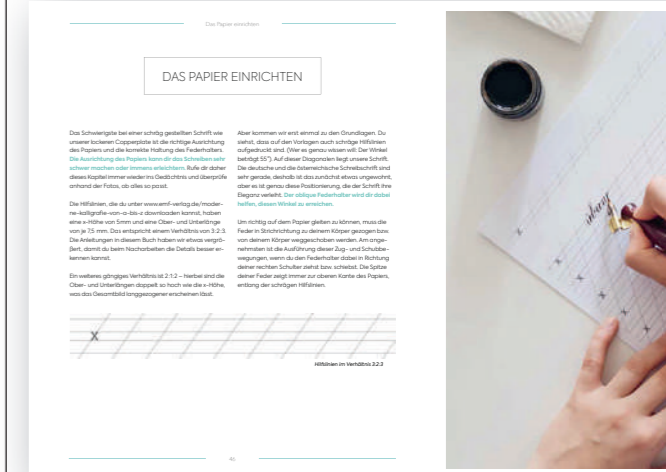 Das Papier einrichten
DAS PAPIER EINRICHTEN
Das Schwierigste bei einer schräg gestellten Schrift wie
unserer lockeren Copperplate ist die richtige Ausrichtung
des Papiers und die korrekte Haltung des Federhalters.
Die Ausrichtung des Papiers kann dir das Schreiben sehr
schwer machen oder immens erleichtern. Rufe dir daher
dieses Kapitel immer wieder ins Gedächtnis und überprüfe
anhand der Fotos, ob alles so passt.
Die Hilfslinien, die du unter www.emf-verlag.de/moder-
ne-kalligrafie-von-a-bis-z downloaden kannst, haben
eine x-Höhe von 5mm und eine Ober- und Unterlänge
von je 7,5 mm. Das entspricht einem Verhältnis von 3:2:3.
Die Anleitungen in diesem Buch haben wir etwas vergrö-
ßert, damit du beim Nacharbeiten die Details besser er-
kennen kannst.
Ein weiteres gängiges Verhältnis ist 2:1:2 – hierbei sind die
Ober- und Unterlängen doppelt so hoch wie die x-Höhe,
was das Gesamtbild langgezogener erscheinen lässt.
Aber kommen wir erst einmal zu den Grundlagen. Du
siehst, dass auf den Vorlagen auch schräge Hilfslinien
aufgedruckt sind. (Wer es genau wissen will: Der Winkel
beträgt 55°). Auf dieser Diagonalen liegt unsere Schrift.
Die deutsche und die österreichische Schreibschrift sind
sehr gerade, deshalb ist das zunächst etwas ungewohnt,
aber es ist genau diese Positionierung, die der Schrift ihre
Eleganz verleiht. Der oblique Federhalter wird dir dabei
helfen, diesen Winkel zu erreichen.
Um richtig auf dem Papier gleiten zu können, muss die
Feder in Strichrichtung zu deinem Körper gezogen bzw.
von deinem Körper weggeschoben werden. Am ange-
nehmsten ist die Ausführung dieser Zug- und Schubbe-
wegungen, wenn du den Federhalter dabei in Richtung
deiner rechten Schulter ziehst bzw. schiebst. Die Spitze
deiner Feder zeigt immer zur oberen Kante des Papiers,
entlang der schrägen Hilfslinien.
x
Hilfslinien im Verhältnis 3:2:3
x
x
x
x
x